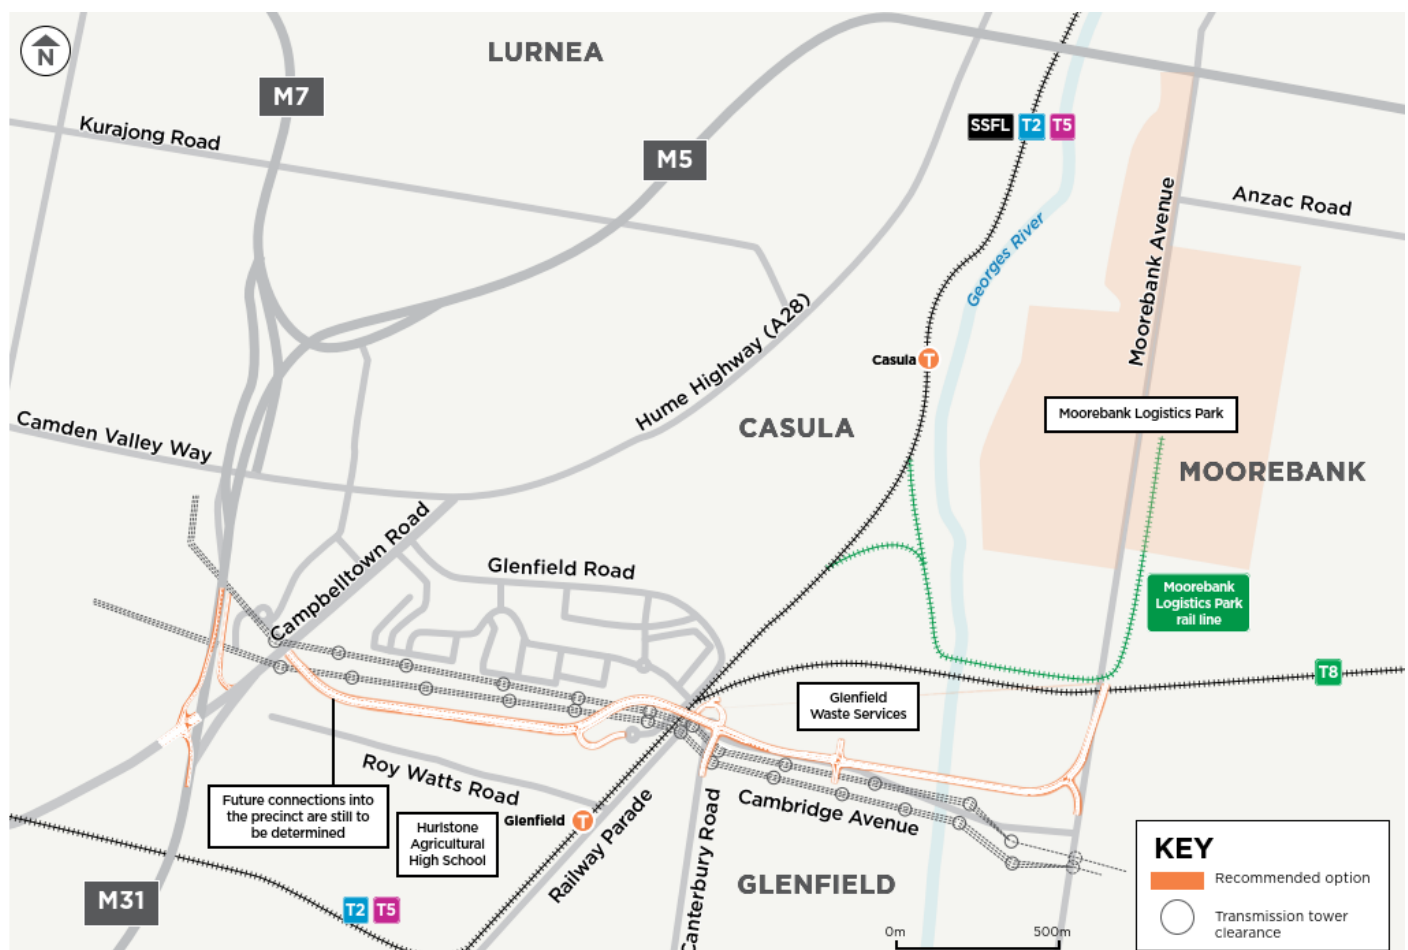 N
LURNEA
M7
Kurajong Road
M5
SSFL T2 T5
Anzac Road
Moorebank Avenue
Georges River
Hume Highway (A28)
Casula T
Moorebank Logistics Park
CASULA
Camden Valley Way
MOOREBANK
Campbelltown Road
Glenfield Road
Moorebank
Logistics Park
rail line
T8
Glenfield
Waste Services
Roy Watts Road
Future connections into
the precinct are still to
be determined
Hurlstone
Agricultural
High School
Glenfield T
Railway Parade
Canterbury Road
Cambridge Avenue
GLENFIELD
M31
T2 T5
KEY
Recommended option
Transmission tower
clearance
0m 500m